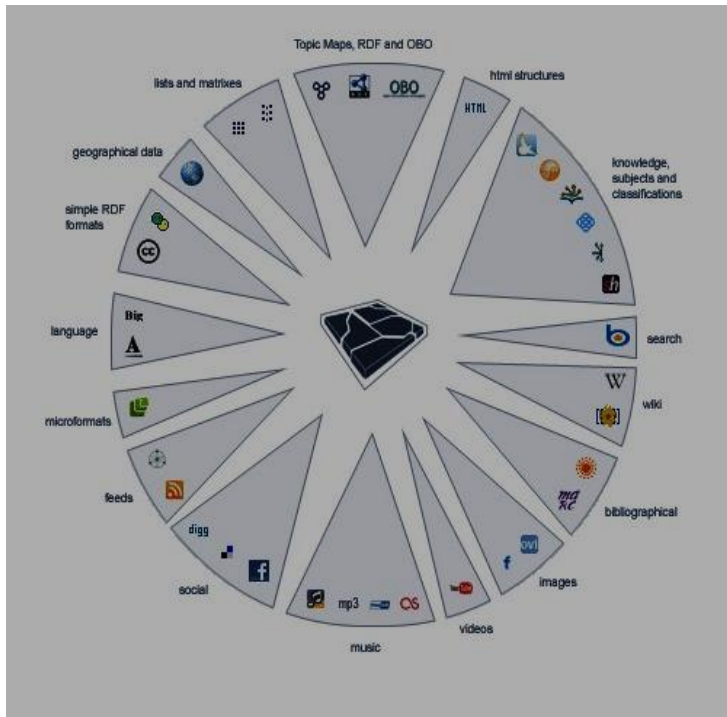 Topic Maps, RDF and OBO
OBO
html structures
HTML
lists and matrixes
geographical data
knowledge,
subjects and
classifications
h
simple RDF
formats
cc
language
Big
A
search
b
wiki
W
microformats
feeds
bibliographical
marc
social
digg
f
images
ovi
f
videos
music
mp3